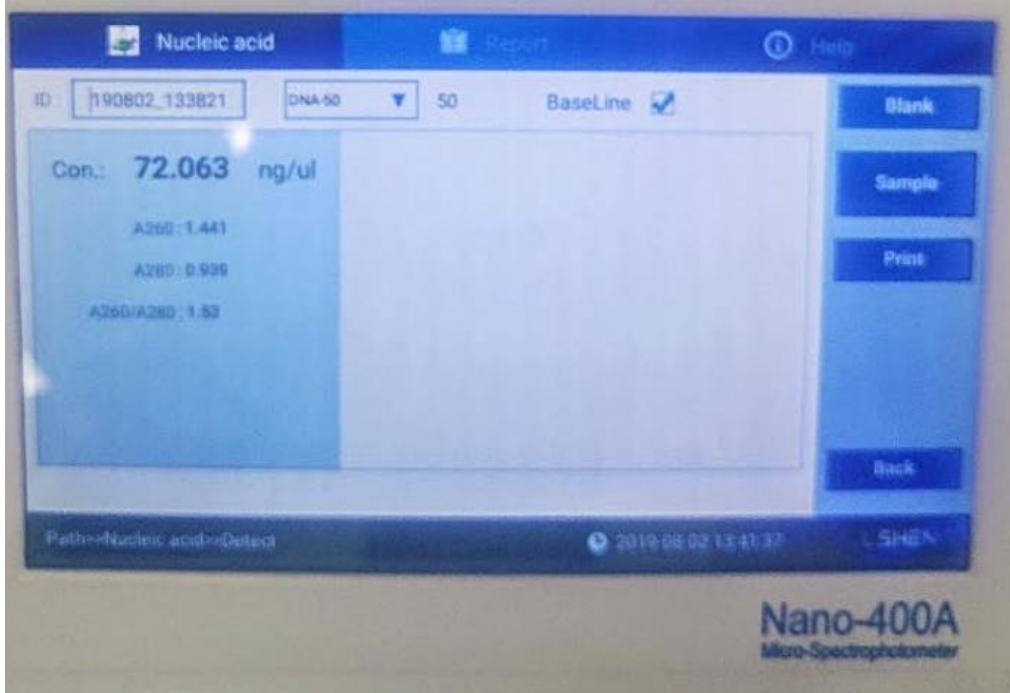 Nucleic acid Report Help
ID: 190802_133821 DNA-50 50 BaseLine Blank
Con.: 72.063 ng/ul Sample
A260:1.441
A280:0.939 Print
A260/A280:1.53
Back
Path>>Nucleic acid>>Detect 2019-08-02 13:41:37
Nano-400A
Micro-Spectrophotometer